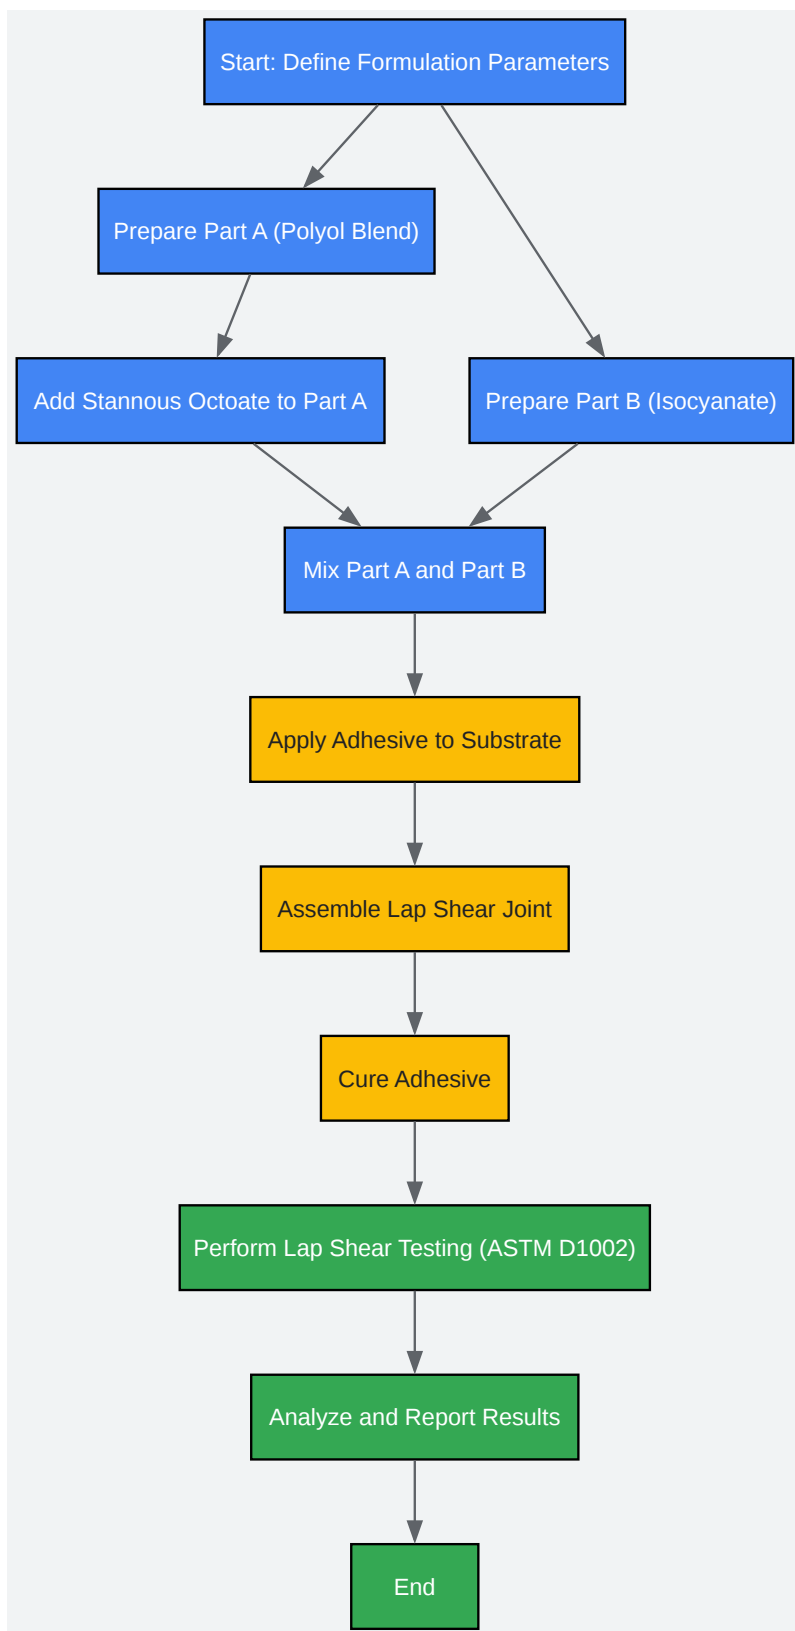 Start: Define Formulation Parameters
Prepare Part A (Polyol Blend)
Add Stannous Octoate to Part A
Prepare Part B (Isocyanate)
Mix Part A and Part B
Apply Adhesive to Substrate
Assemble Lap Shear Joint
Cure Adhesive
Perform Lap Shear Testing (ASTM D1002)
Analyze and Report Results
End